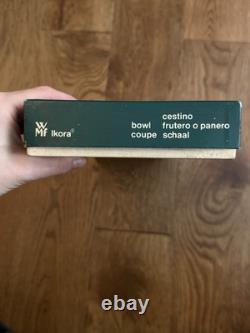 WMF Ikora®
cestino
bowl frutero o panero
coupe schaal